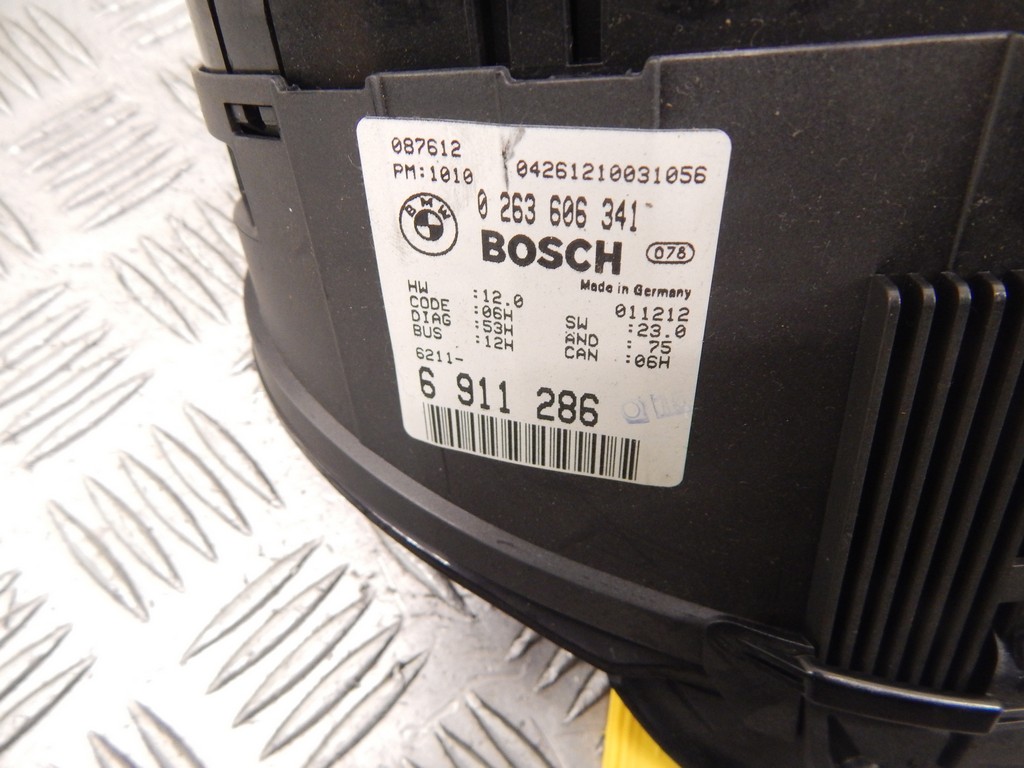 087612
PM:1010 04261210031056
BMW
0 263 606 341
BOSCH 078
Made in Germany
011212
HW :12.0
CODE :06H
DIAG :53H
BUS :12H
SW :23.0
AND : 75
CAN :06H
6211-
6 911 286